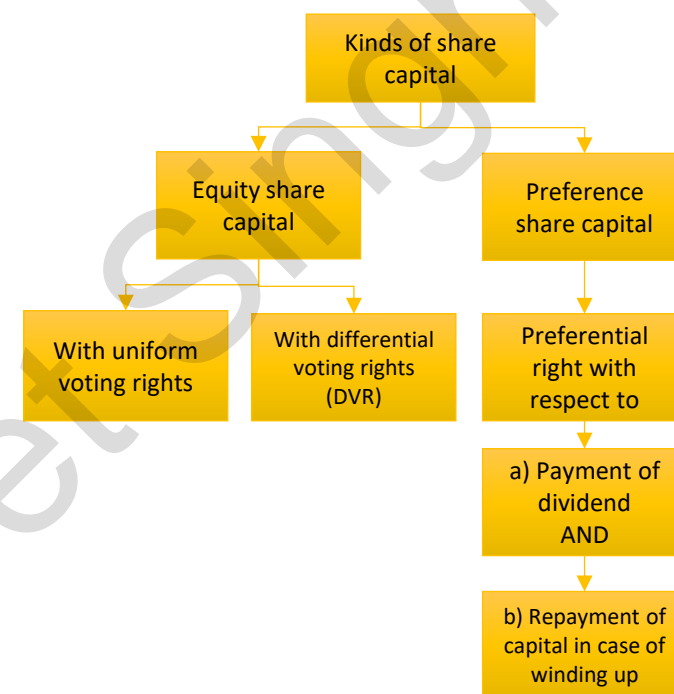 Kinds of share
capital
Equity share
capital
Preference
share capital
With uniform
voting rights
With differential
voting rights
(DVR)
Preferential
right with
respect to
a) Payment of
dividend
AND
b) Repayment of
capital in case of
winding up